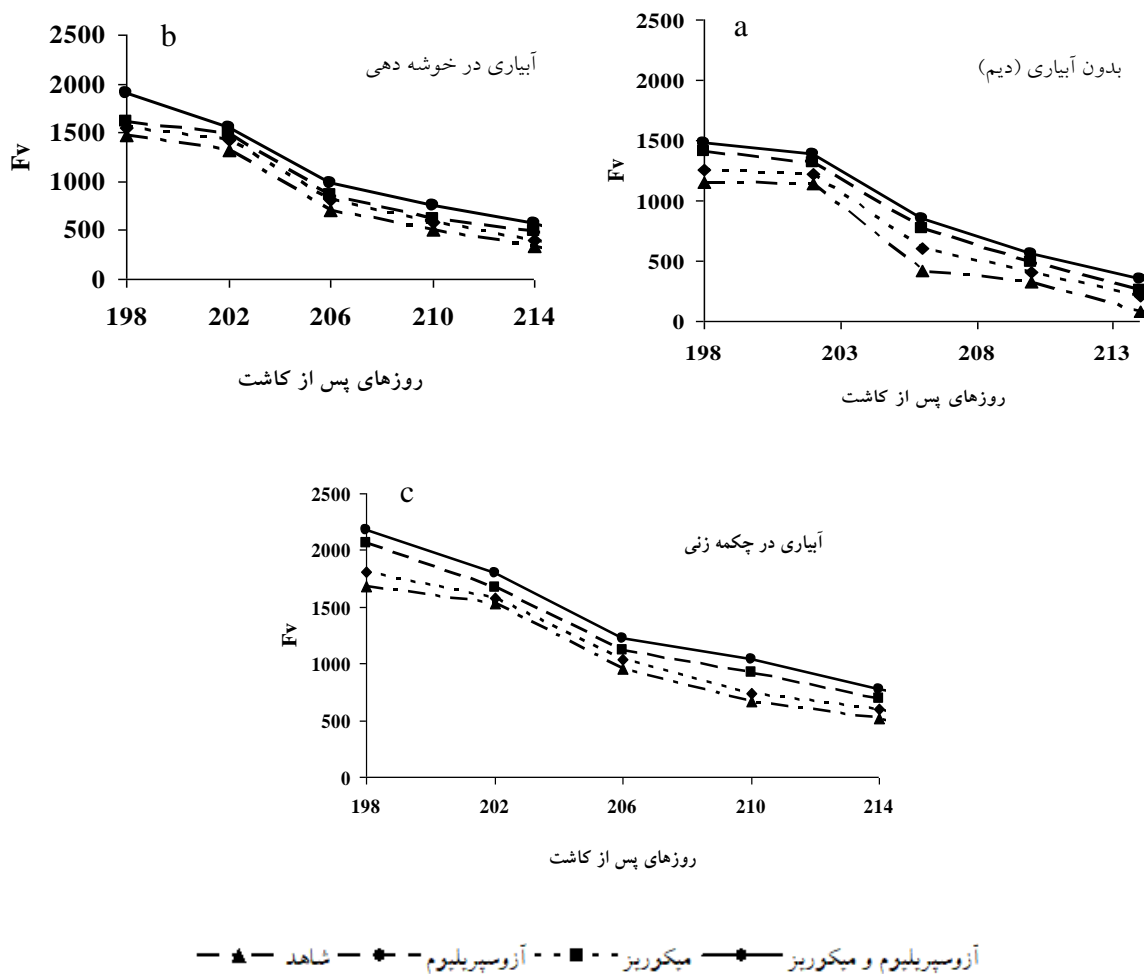 b
آبیاری در خوشه دهی
2500
2000
1500
1000
500
0
Fv
198 202 206 210 214
روزهای پس از کاشت
a
بدون آبیاری (دیم)
2500
2000
1500
1000
500
0
Fv
198 203 208 213
روزهای پس از کاشت
c
آبیاری در چکمه زنی
2500
2000
1500
1000
500
0
Fv
198 202 206 210 214
روزهای پس از کاشت
آزوسپریلیوم و میکوریز میکوریز آزوسپریلیوم شاهد